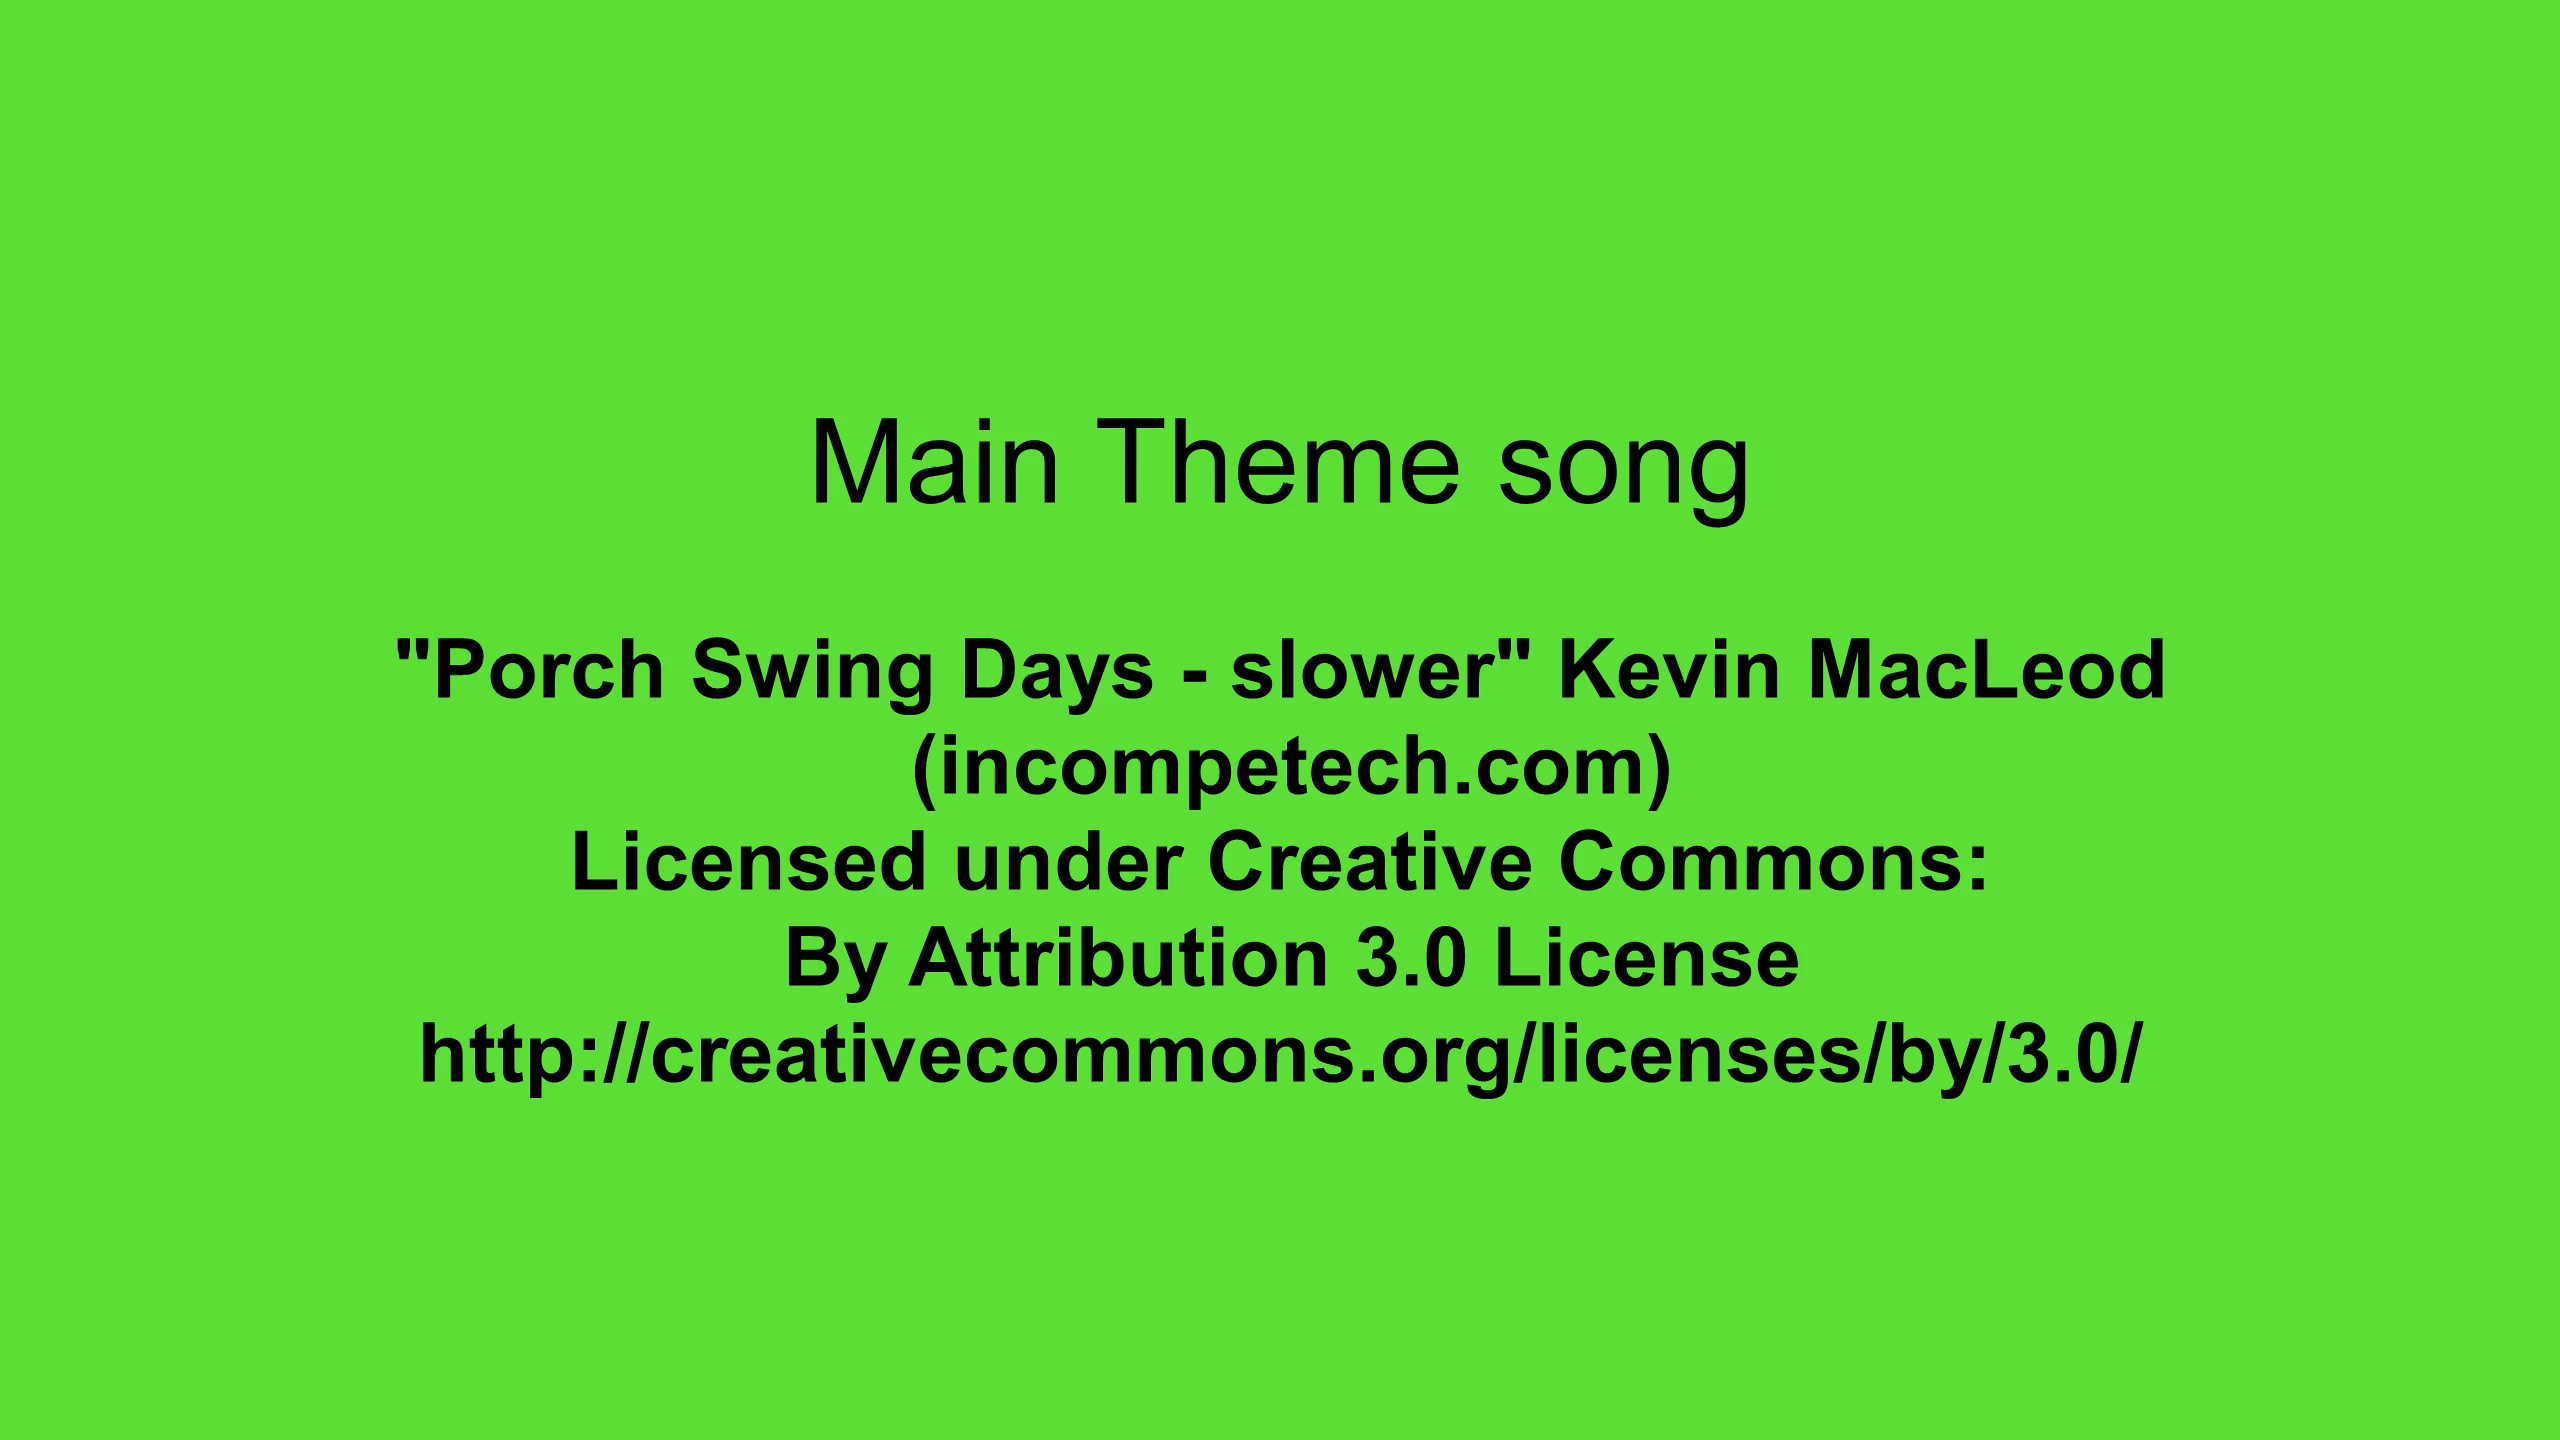 Main Theme song
"Porch Swing Days - slower" Kevin MacLeod
(incompetech.com)
Licensed under Creative Commons:
By Attribution 3.0 License
http://creativecommons.org/licenses/by/3.0/